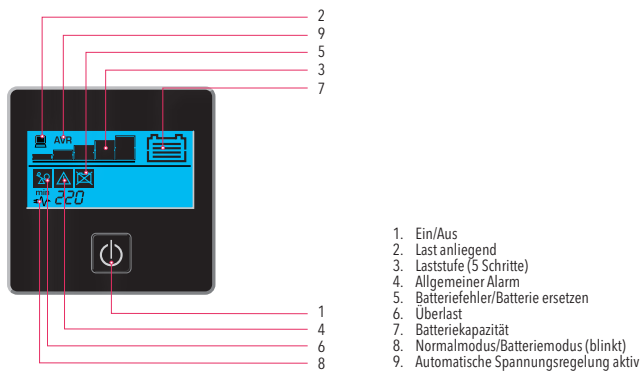 2
9
5
3
7
AVR
min
220
1
4
6
8
1. Ein/Aus
2. Last anliegend
3. Laststufe (5 Schritte)
4. Allgemeiner Alarm
5. Batteriefehler/Batterie ersetzen
6. Überlast
7. Batteriekapazität
8. Normalmodus/Batteriemodus (blinkt)
9. Automatische Spannungsregelung aktiv